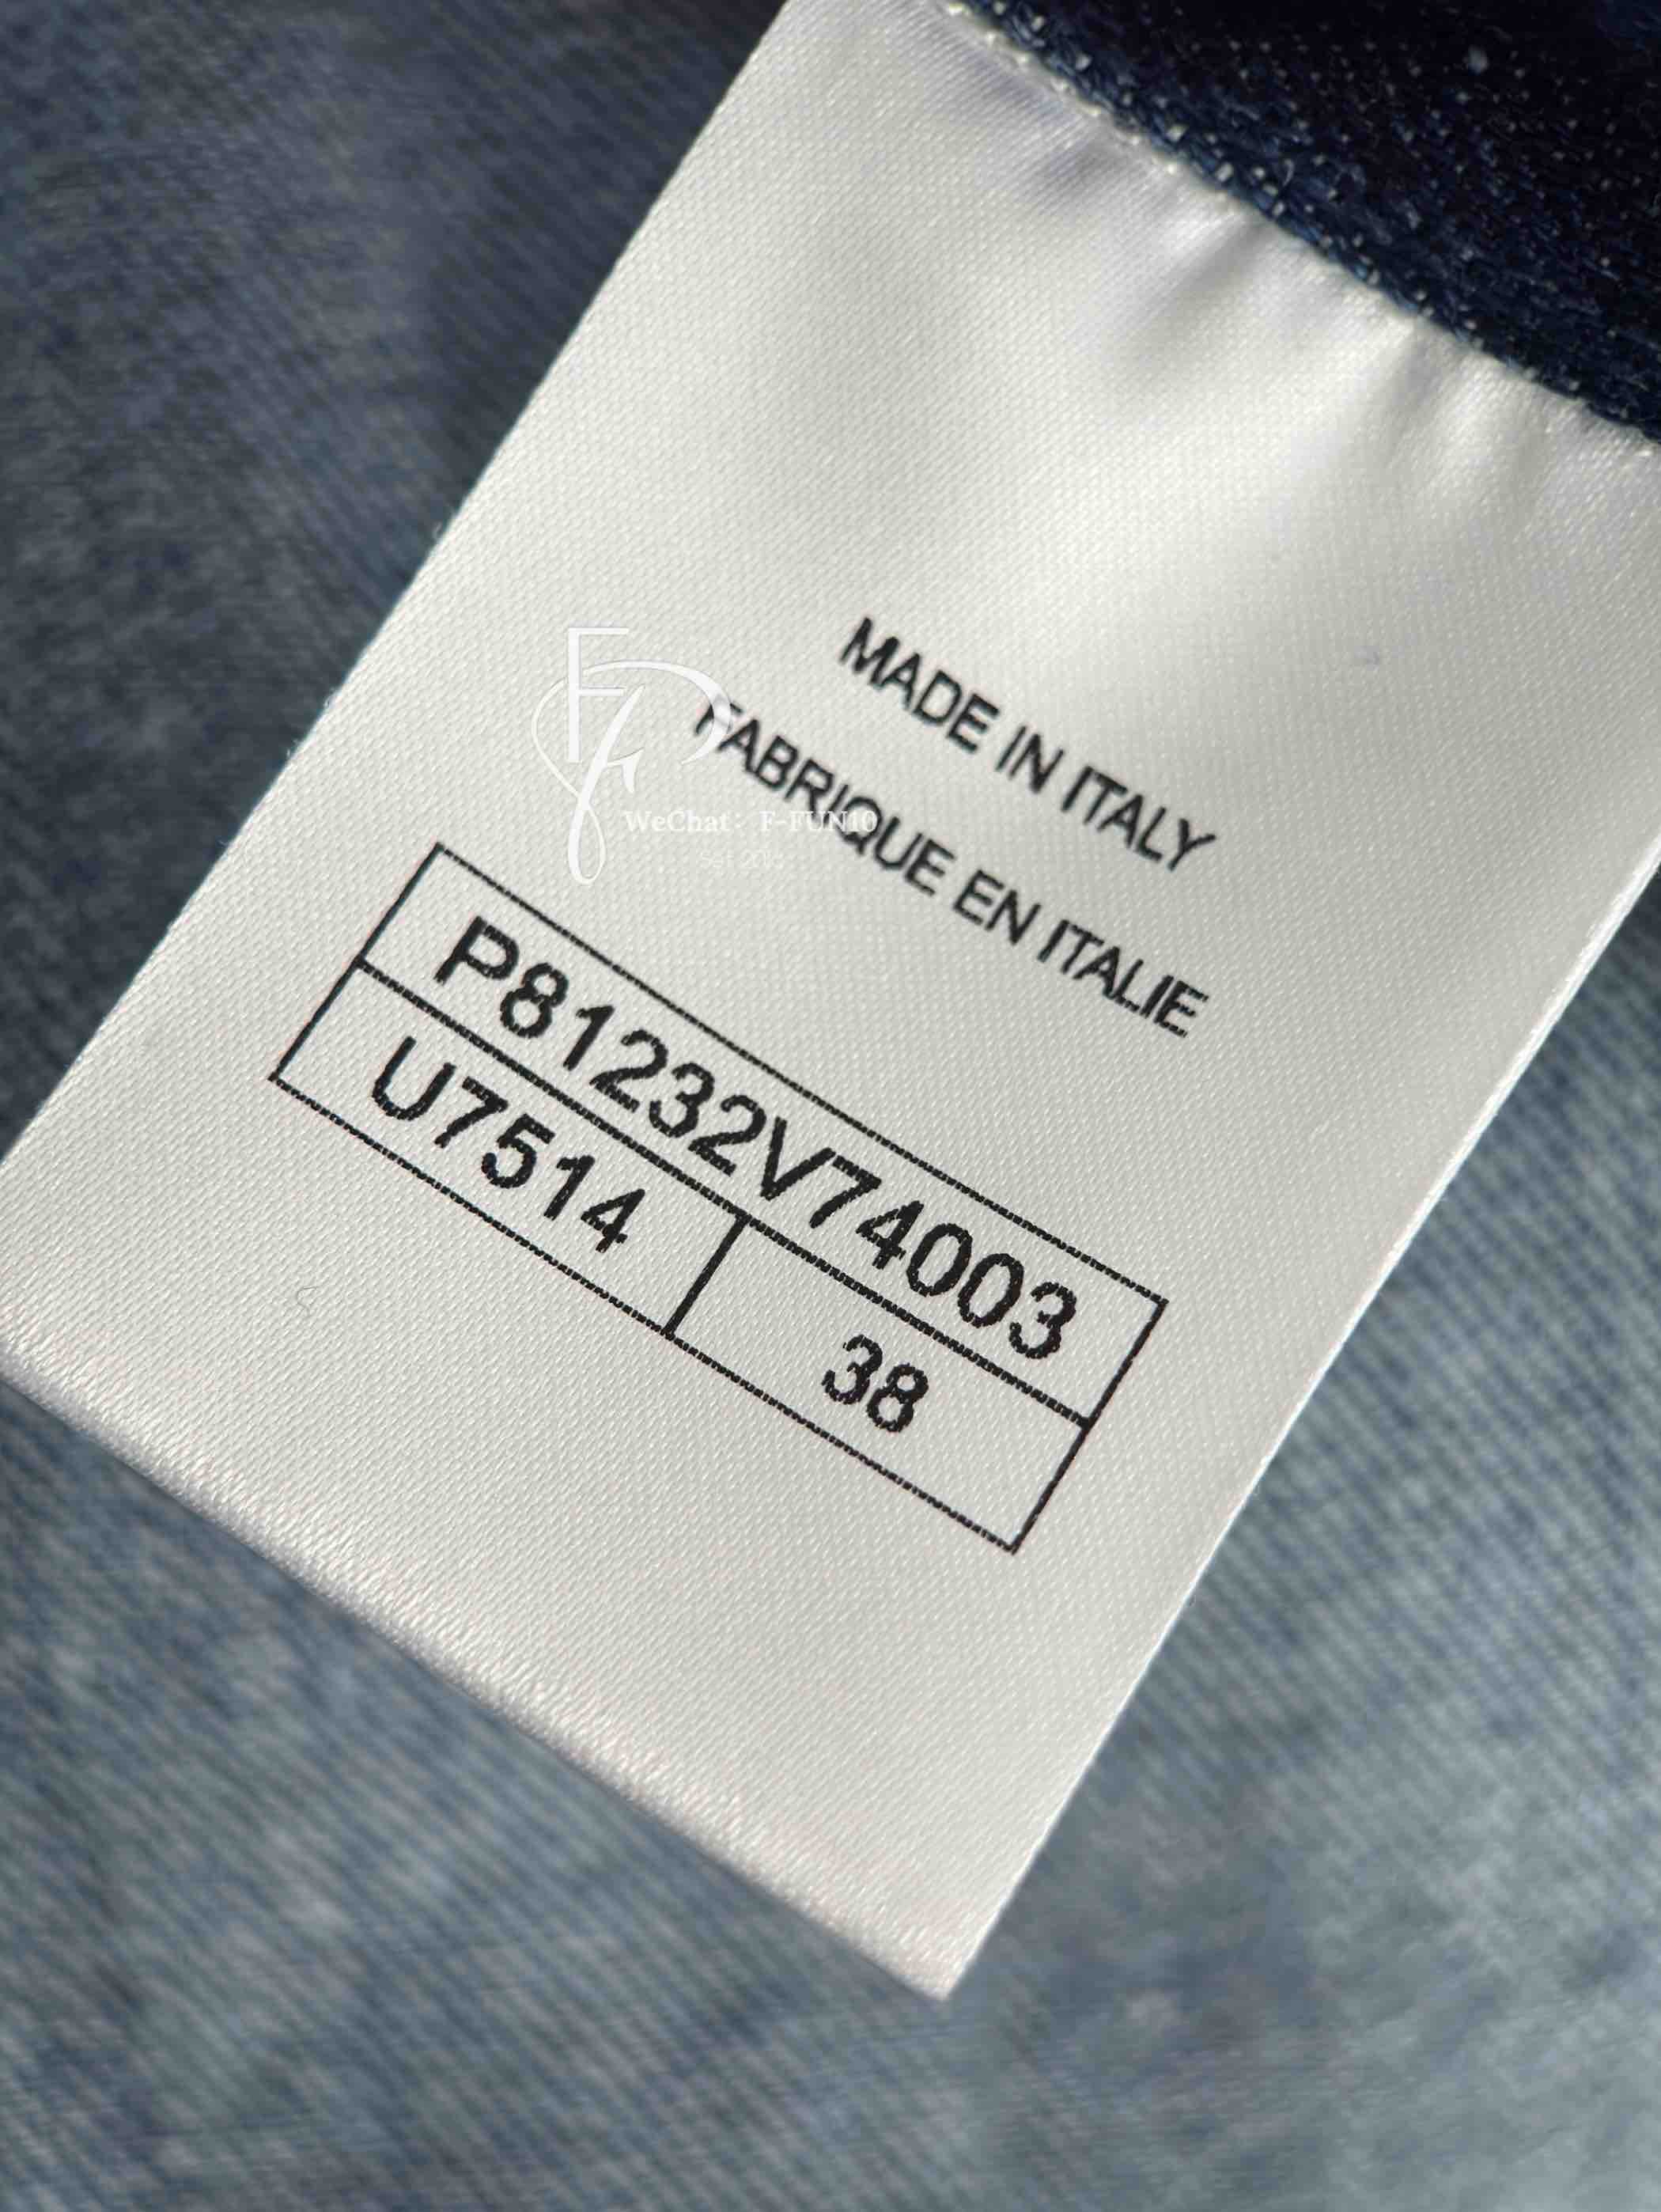 MADE IN ITALY
FABRIQUE EN ITALIE
WeChat: F-FUN10
P81232V74003
U7514
38